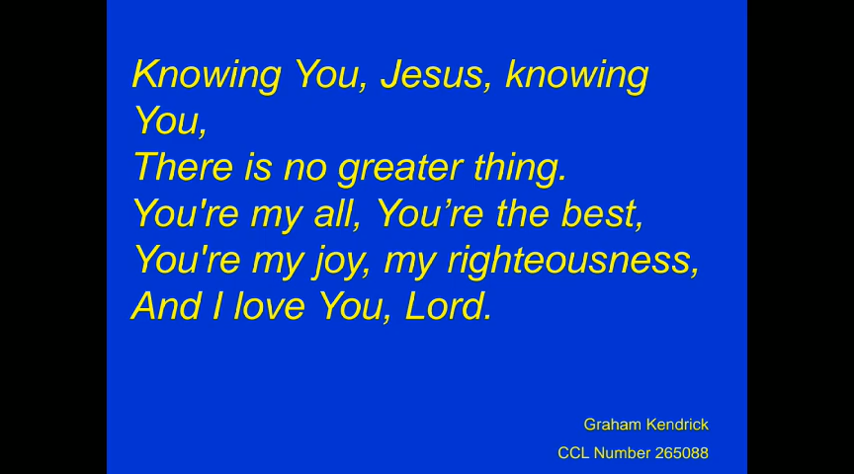 Knowing You, Jesus, knowing
You,
There is no greater thing.
You're my all, You’re the best,
You're my joy, my righteousness,
And I love You, Lord.
Graham Kendrick
CCL Number 265088